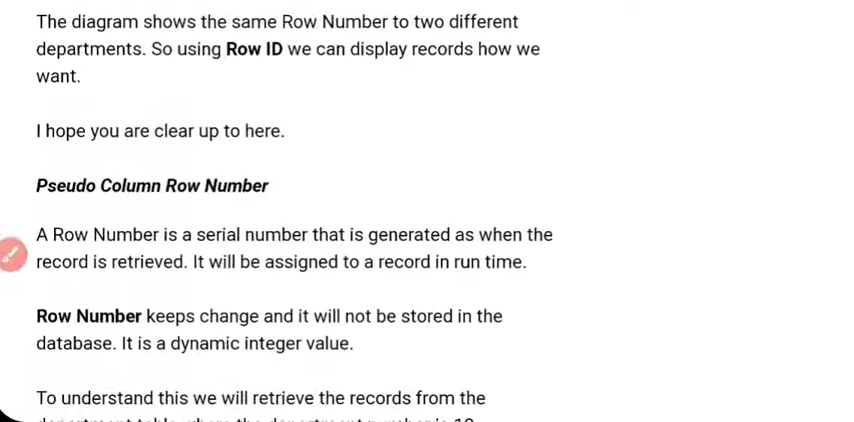 The diagram shows the same Row Number to two different
departments. So using Row ID we can display records how we
want.
I hope you are clear up to here.
Pseudo Column Row Number
A Row Number is a serial number that is generated as when the
record is retrieved. It will be assigned to a record in run time.
Row Number keeps change and it will not be stored in the
database. It is a dynamic integer value.
To understand this we will retrieve the records from the